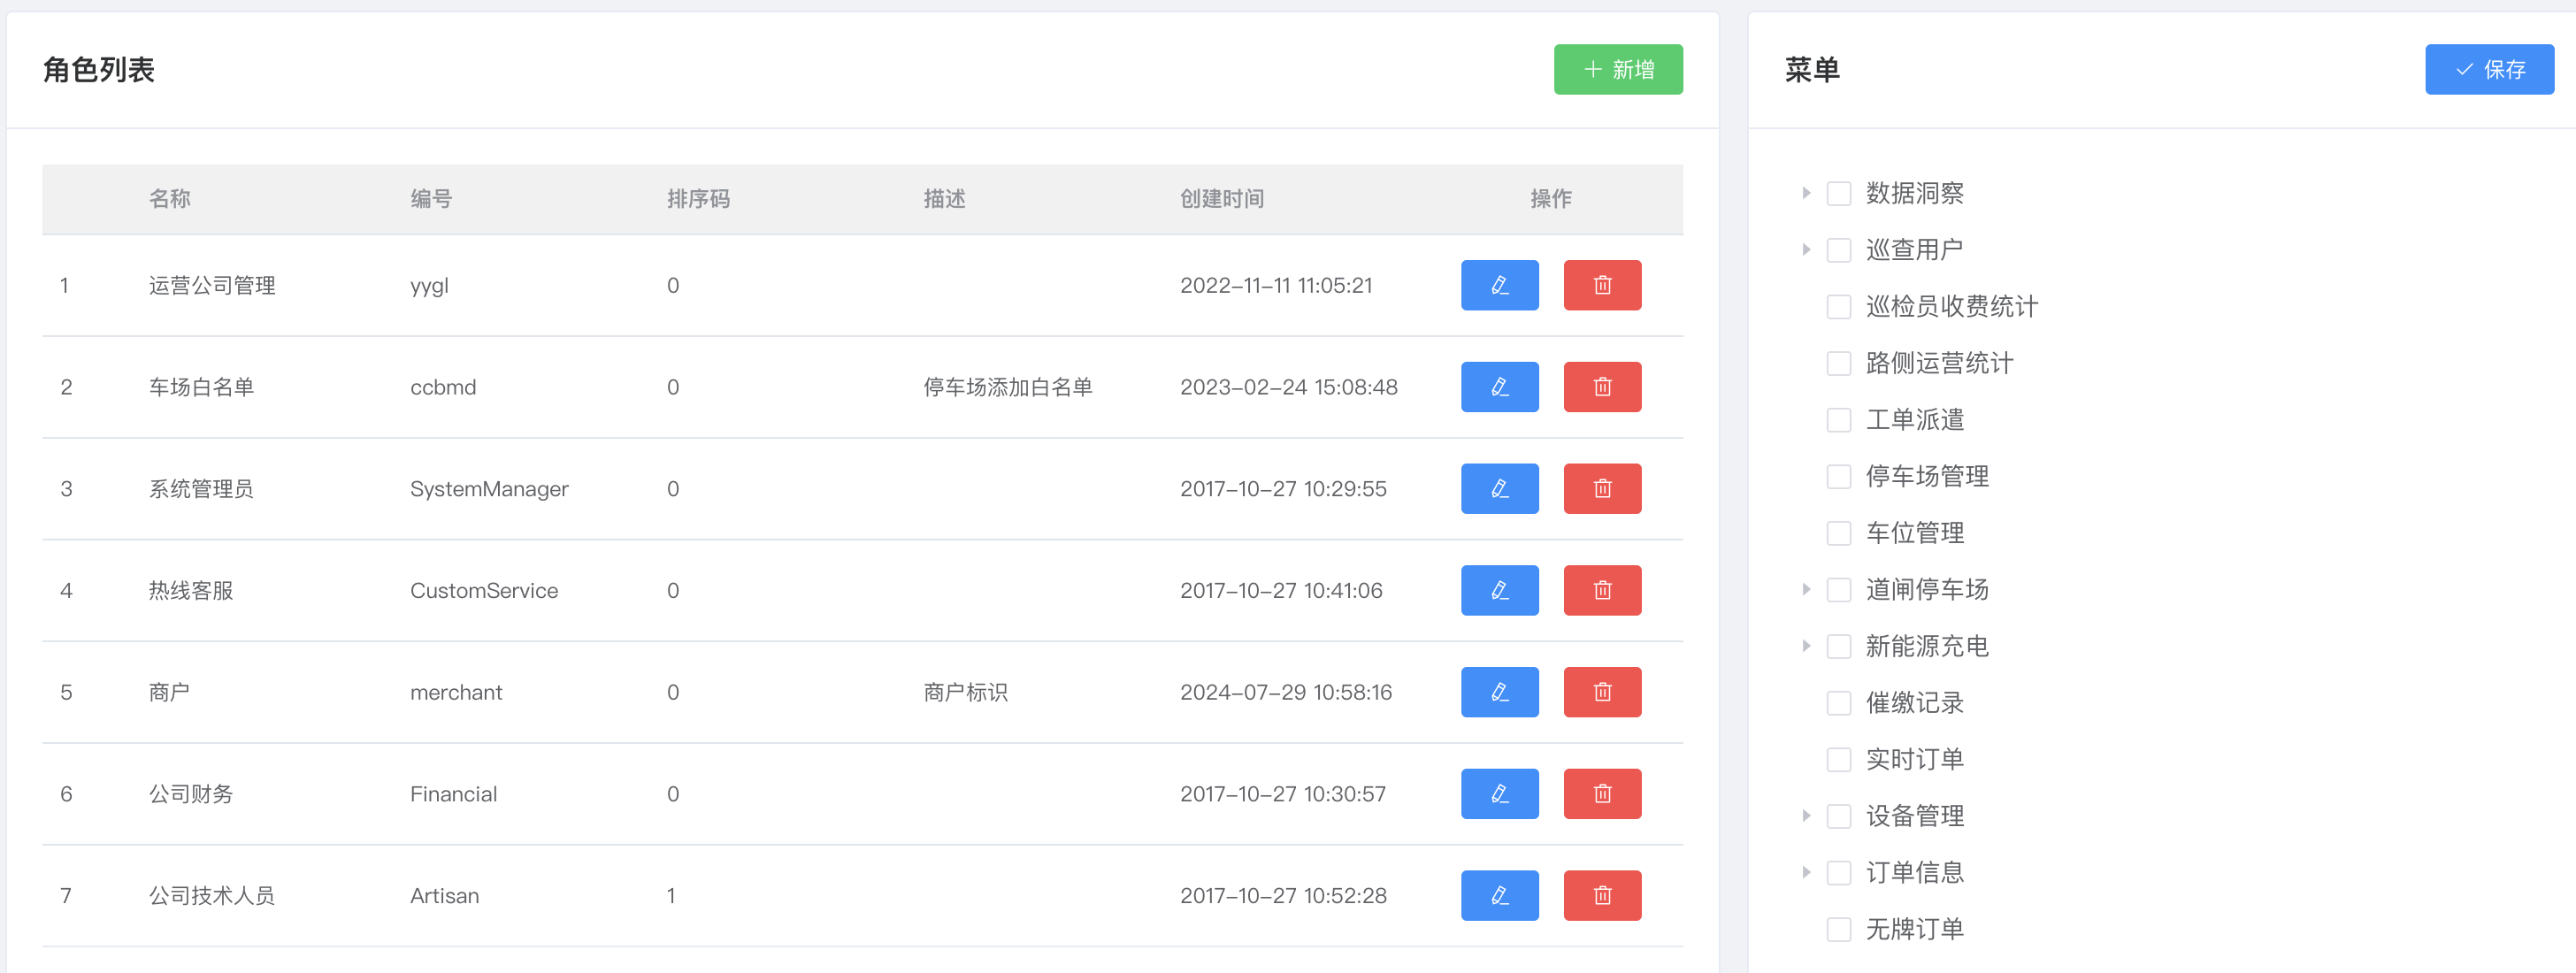 角色列表
新增
名称 编号 排序码 描述 创建时间 操作
1 运营公司管理 yygl 0 2022-11-11 11:05:21
2 车场白名单 ccbmd 0 停车场添加白名单 2023-02-24 15:08:48
3 系统管理员 SystemManager 0 2017-10-27 10:29:55
4 热线客服 CustomService 0 2017-10-27 10:41:06
5 商户 merchant 0 商户标识 2024-07-29 10:58:16
6 公司财务 Financial 0 2017-10-27 10:30:57
7 公司技术人员 Artisan 1 2017-10-27 10:52:28
菜单
保存
数据洞察
巡查用户
巡检员收费统计
路侧运营统计
工单派遣
停车场管理
车位管理
道闸停车场
新能源充电
催缴记录
实时订单
设备管理
订单信息
无牌订单